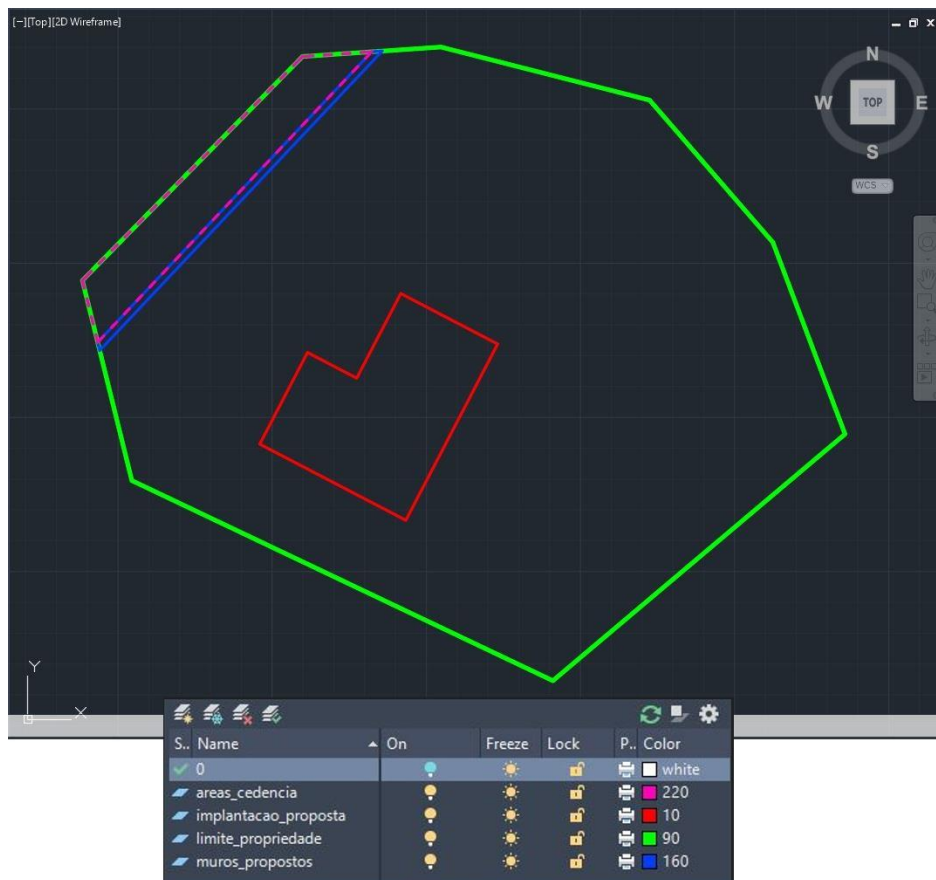 [−][Top][2D Wireframe]
N
W TOP E
S
WCS
Y
X
S.. Name On Freeze Lock P.. Color
0 white
areas_cedencia 220
implantacao_proposta 10
limite_propriedade 90
muros_propostos 160